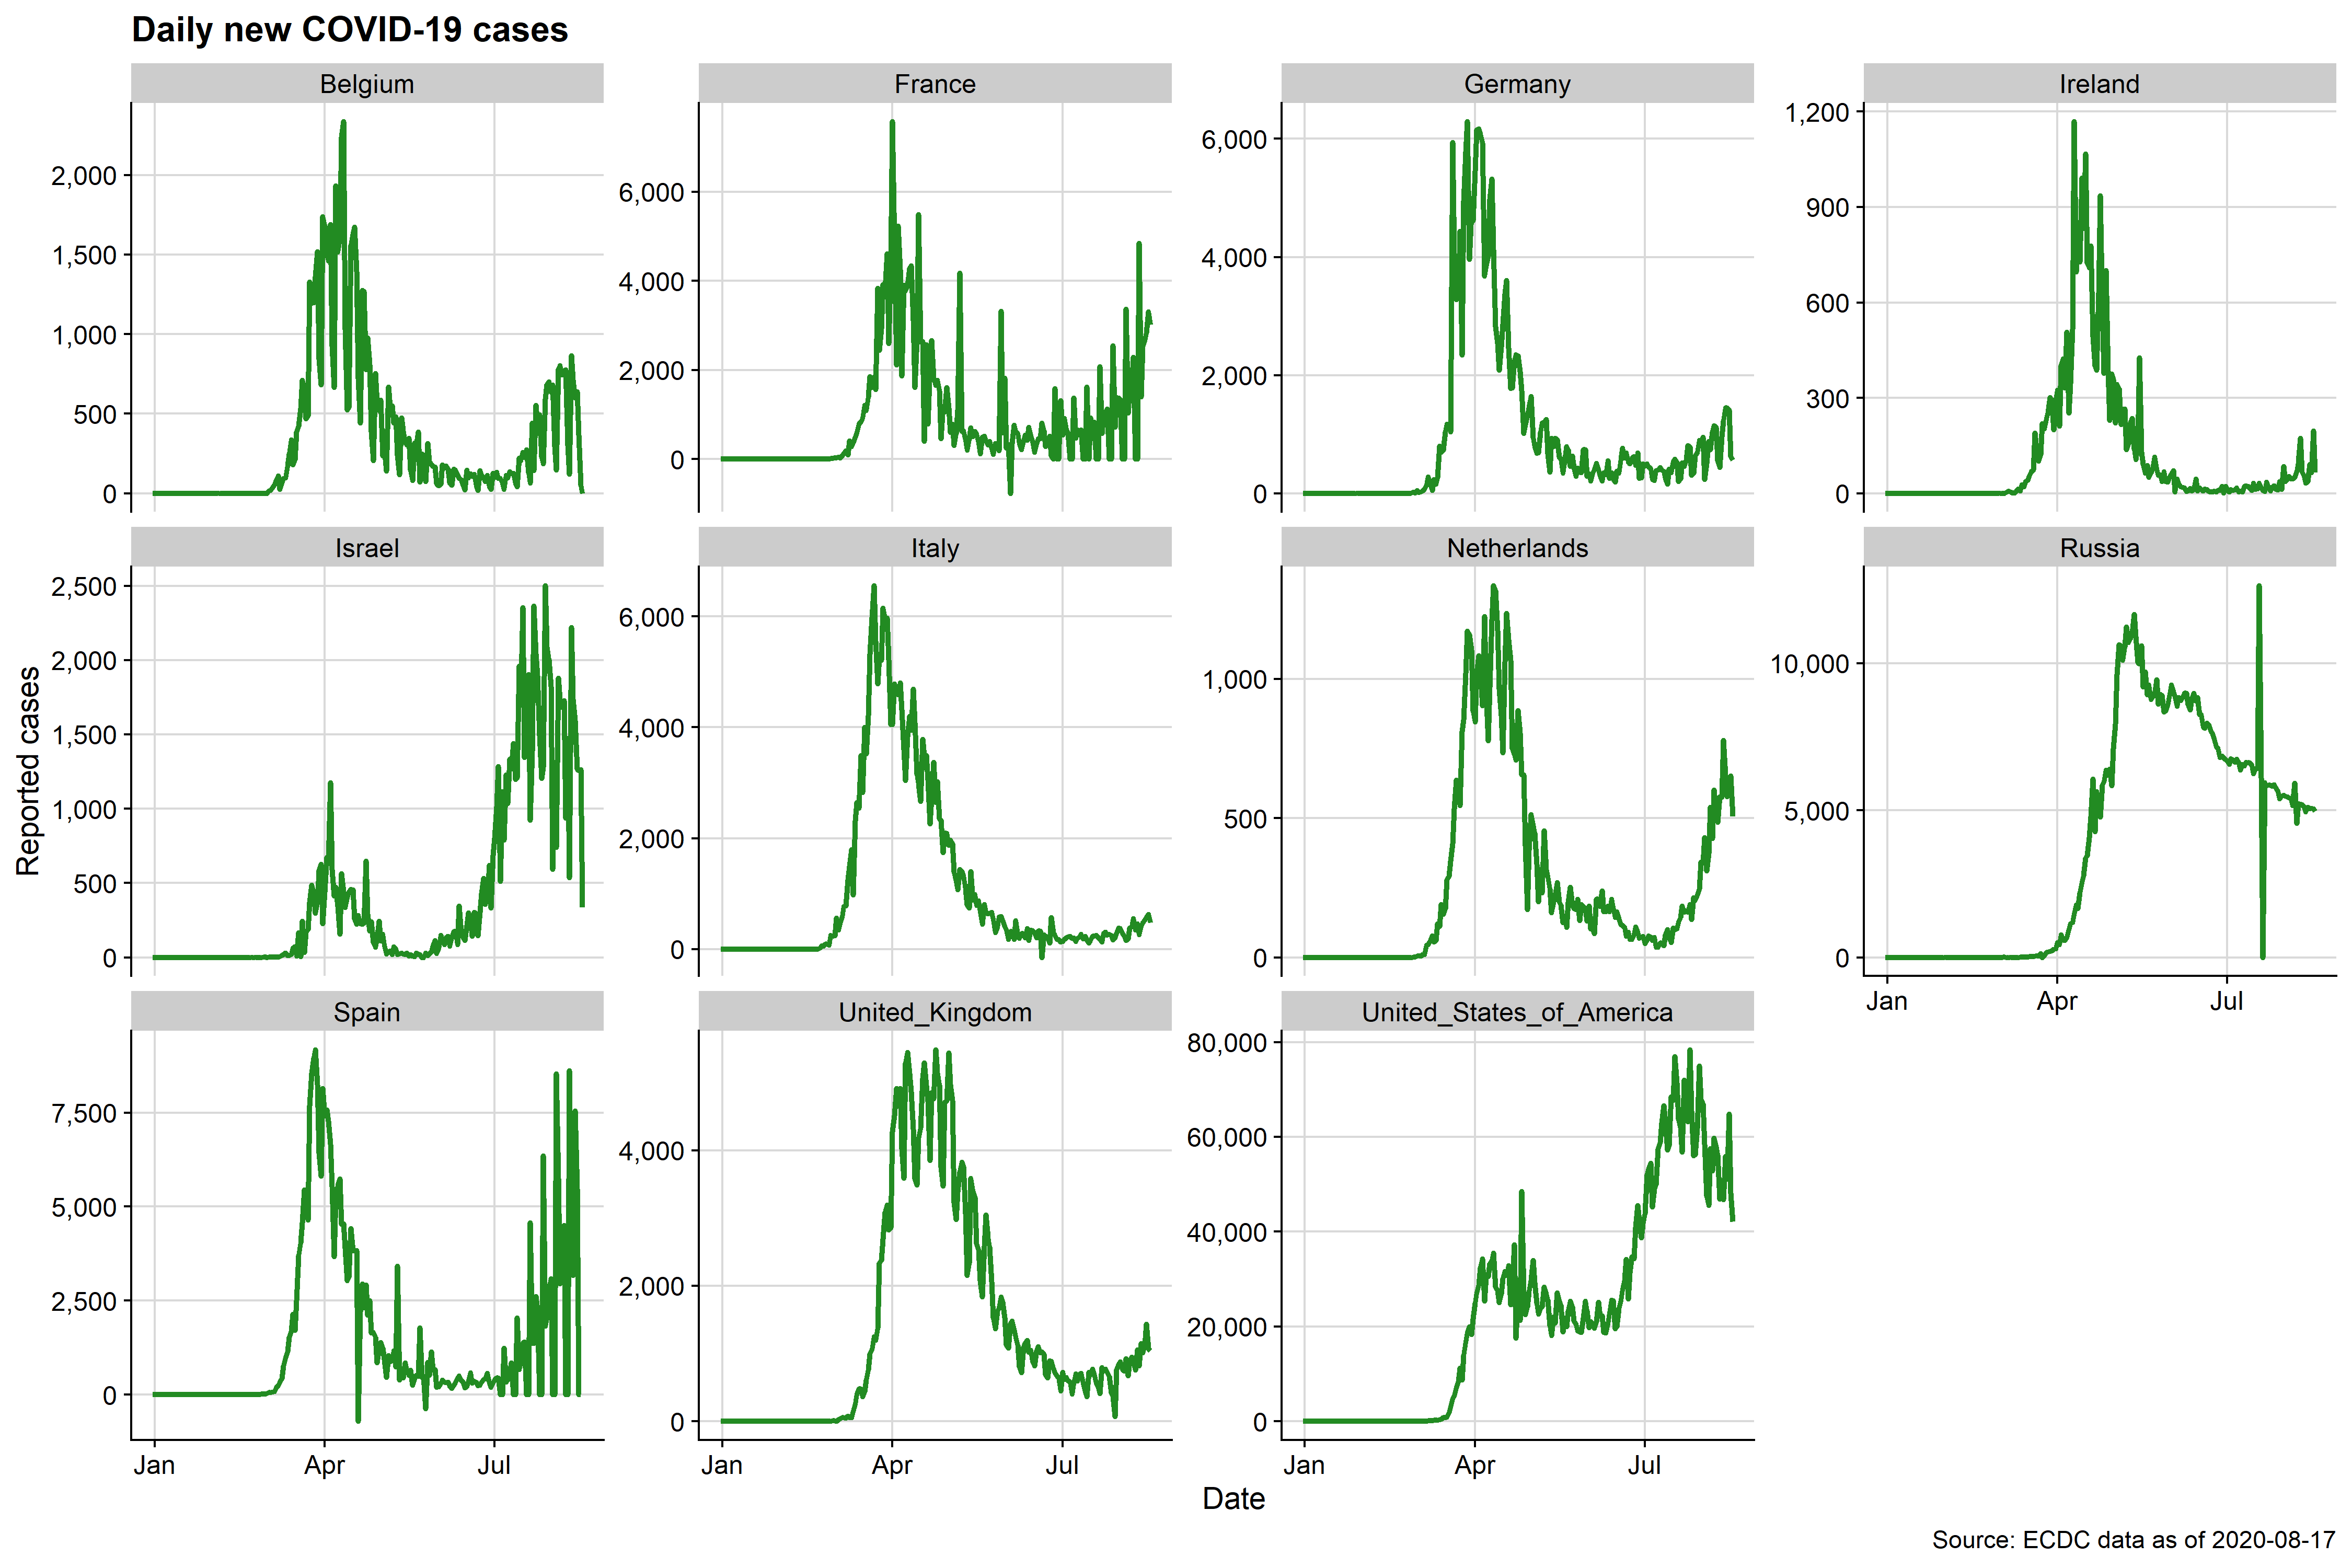 Daily new COVID-19 cases
Belgium
France
Germany
Ireland
2,000
1,500
1,000
500
0
6,000
4,000
2,000
0
6,000
4,000
2,000
0
1,200
900
600
300
0
Israel
Italy
Netherlands
Russia
2,500
2,000
1,500
1,000
500
0
6,000
4,000
2,000
0
1,000
500
0
10,000
5,000
0
Jan Apr Jul
Reported cases
Spain
United_Kingdom
United_States_of_America
7,500
5,000
2,500
0
4,000
2,000
0
80,000
60,000
40,000
20,000
0
Jan Apr Jul
Jan Apr Jul
Jan Apr Jul
Date
Source: ECDC data as of 2020-08-17